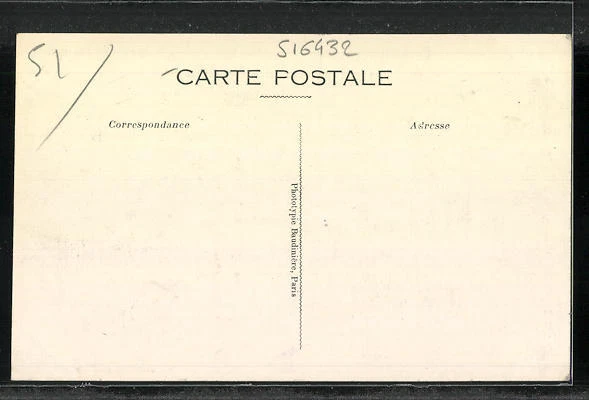 516432
51/
CARTE POSTALE
Correspondance
Adresse
Phototypie Baudinière, Paris